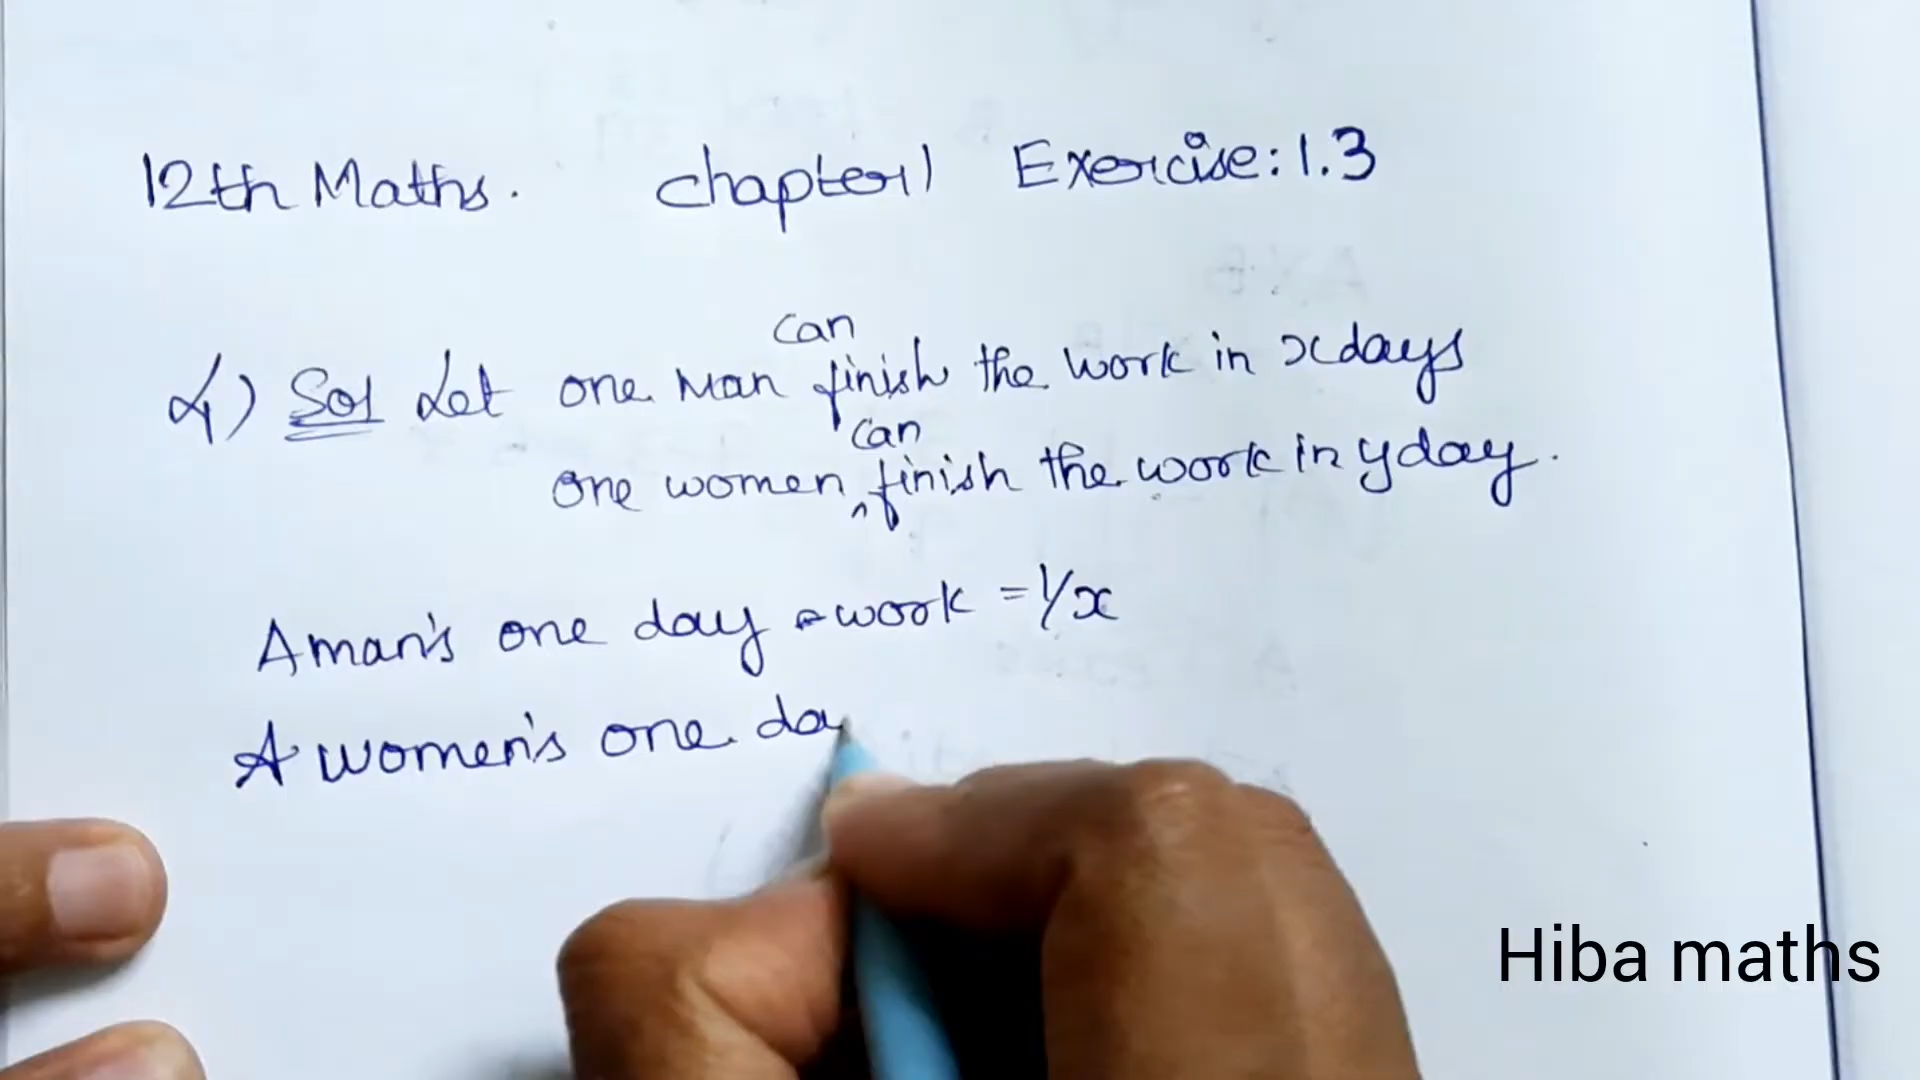 12th Maths. Chapter 1 Exercise: 1.3
can
4) Sol Let one Man finish the work in x days
can
one women ^ finish the work in y day.
A man's one day work = 1/x
A women's one day
Hiba maths